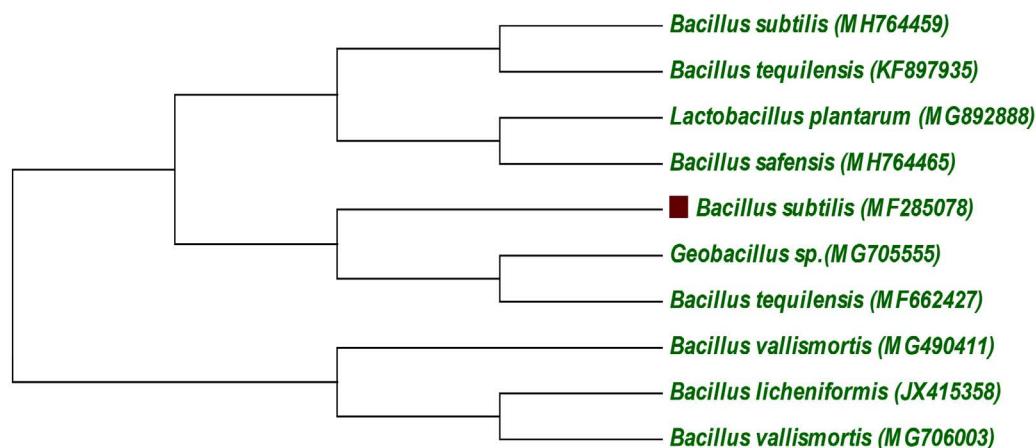 Bacillus subtilis (MH764459)
Bacillus tequilensis (KF897935)
Lactobacillus plantarum (MG892888)
Bacillus safensis (MH764465)
Bacillus subtilis (MF285078)
Geobacillus sp.(MG705555)
Bacillus tequilensis (MF662427)
Bacillus vallismortis (MG490411)
Bacillus licheniformis (JX415358)
Bacillus vallismortis (MG706003)